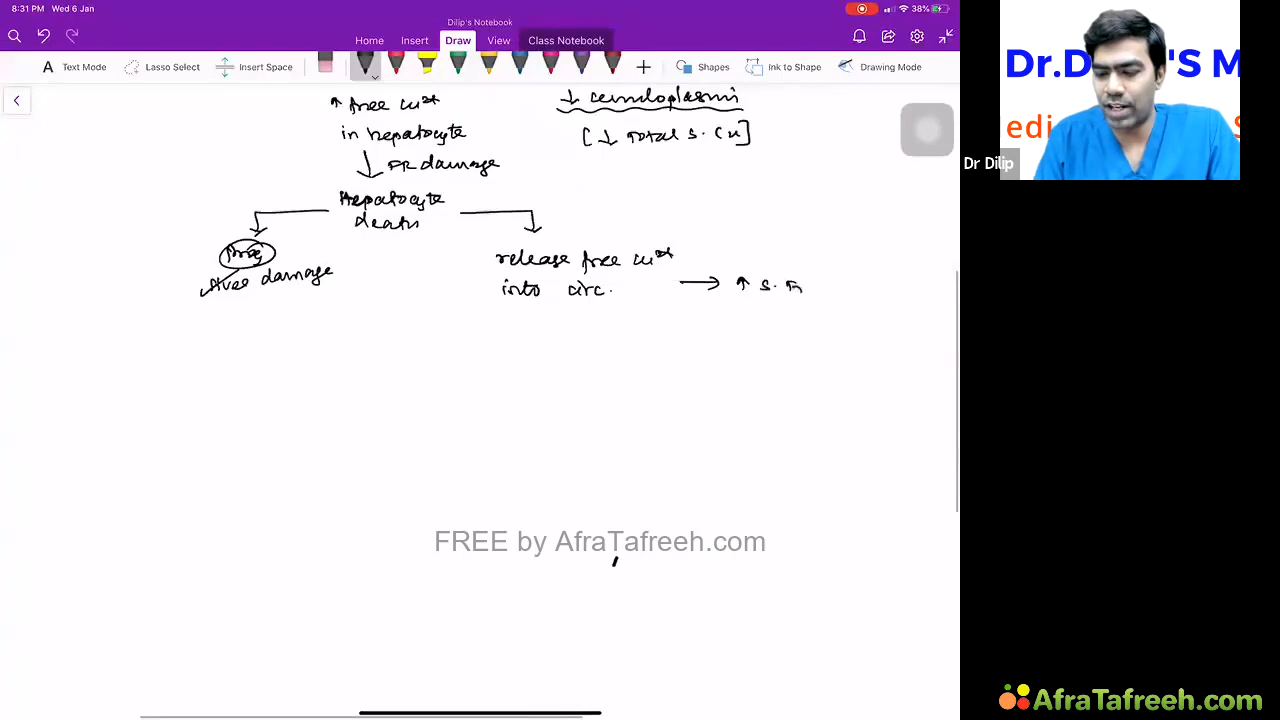 8:31 PM Wed 6 Jan
38%
Dilip's Notebook
Home Insert Draw View Class Notebook
A Text Mode Lasso Select Insert Space Shapes Ink to Shape Drawing Mode
↑ free cu²⁺
in hepatocyte
↓ FR damage
Hepatocyte
death
damage
release free cu²⁺
into circ. → ↑ S. F
↓ ceruloplasmin
[↓ Total S. Cu]
FREE by AfraTafreeh.com
Dr.D 'S M
edi
Dr Dilip
AfraTafreeh.com